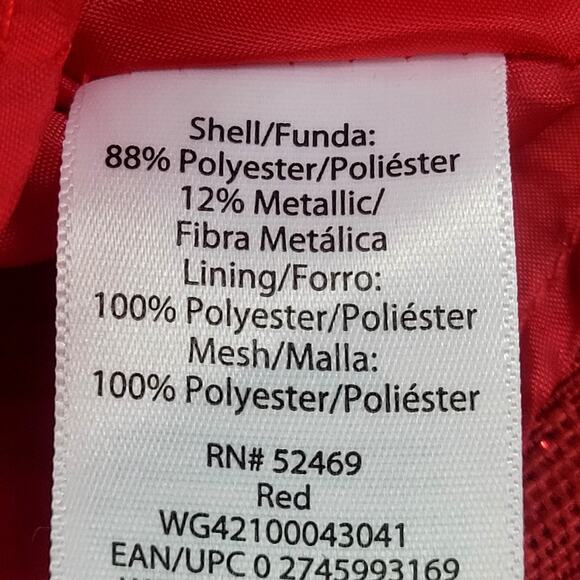 Shell/Funda:
88% Polyester/Poliéster
12% Metallic/
Fibra Metálica
Lining/Forro:
100% Polyester/Poliéster
Mesh/Malla:
100% Polyester/Poliéster
RN# 52469
Red
WG42100043041
EAN/UPC 0 2745993169